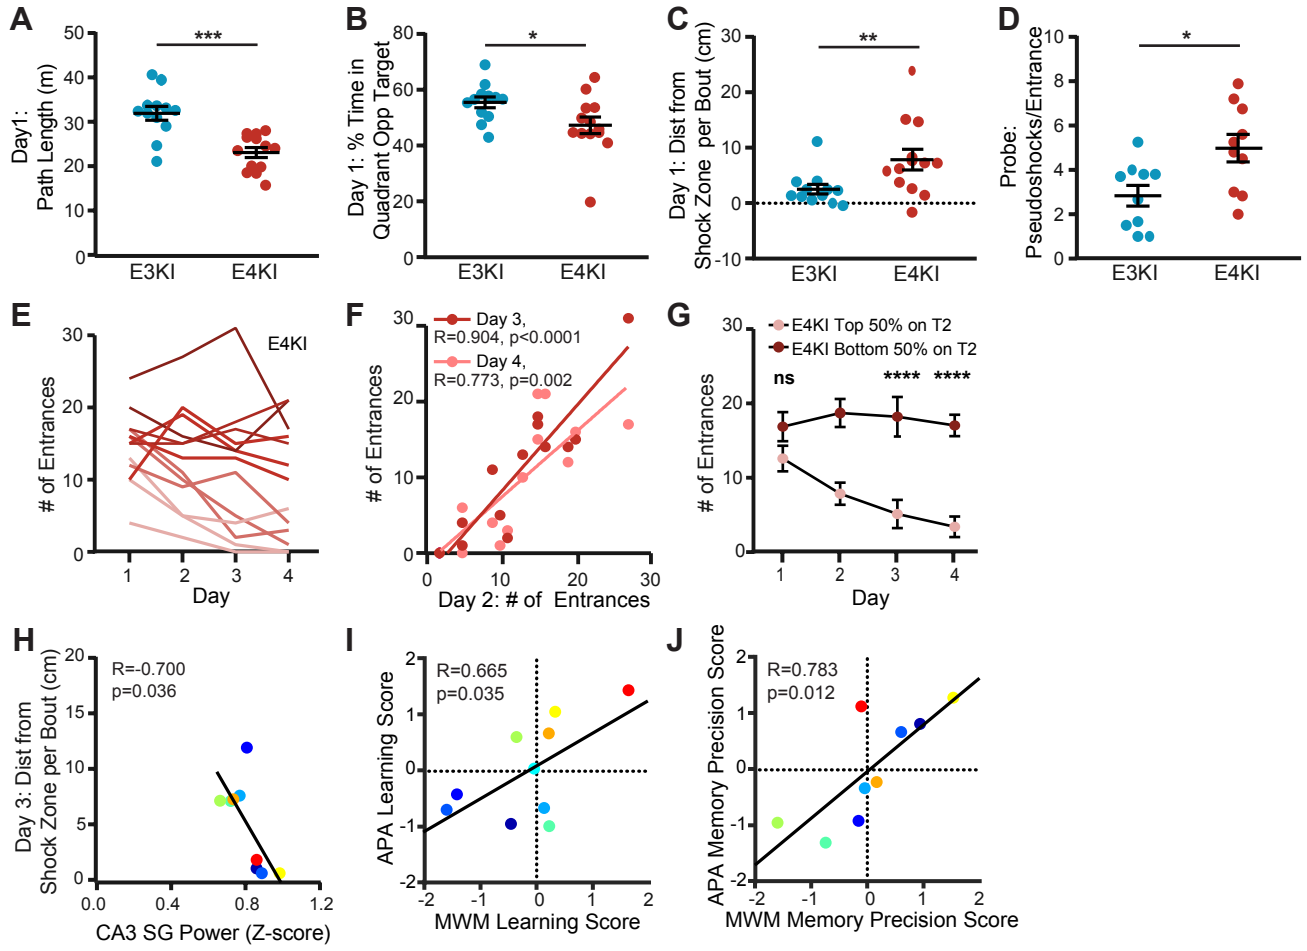 A
***
Day1:
Path Length (m)
50
40
30
20
10
0
E3KI
E4KI
B
*
Day 1: % Time in
Quadrant Opp Target
80
60
40
20
0
E3KI
E4KI
C
**
Day 1: Dist from
Shock Zone per Bout (cm)
30
20
10
0
-10
E3KI
E4KI
D
*
Probe:
Pseudoshocks/Entrance
10
8
6
4
2
0
E3KI
E4KI
E
E4KI
# of Entrances
30
20
10
0
1 2 3 4
Day
F
Day 3,
R=0.904, p<0.0001
Day 4,
R=0.773, p=0.002
# of Entrances
30
20
10
0
0 10 20 30
Day 2: # of Entrances
G
E4KI Top 50% on T2
E4KI Bottom 50% on T2
ns **** ****
# of Entrances
30
20
10
0
1 2 3 4
Day
H
R=-0.700
p=0.036
Day 3: Dist from
Shock Zone per Bout (cm)
20
15
10
5
0
0.0 0.4 0.8 1.2
CA3 SG Power (Z-score)
I
R=0.665
p=0.035
APA Learning Score
2
1
0
-1
-2
-2 -1 0 1 2
MWM Learning Score
J
R=0.783
p=0.012
APA Memory Precision Score
2
1
0
-1
-2
-2 -1 0 1 2
MWM Memory Precision Score